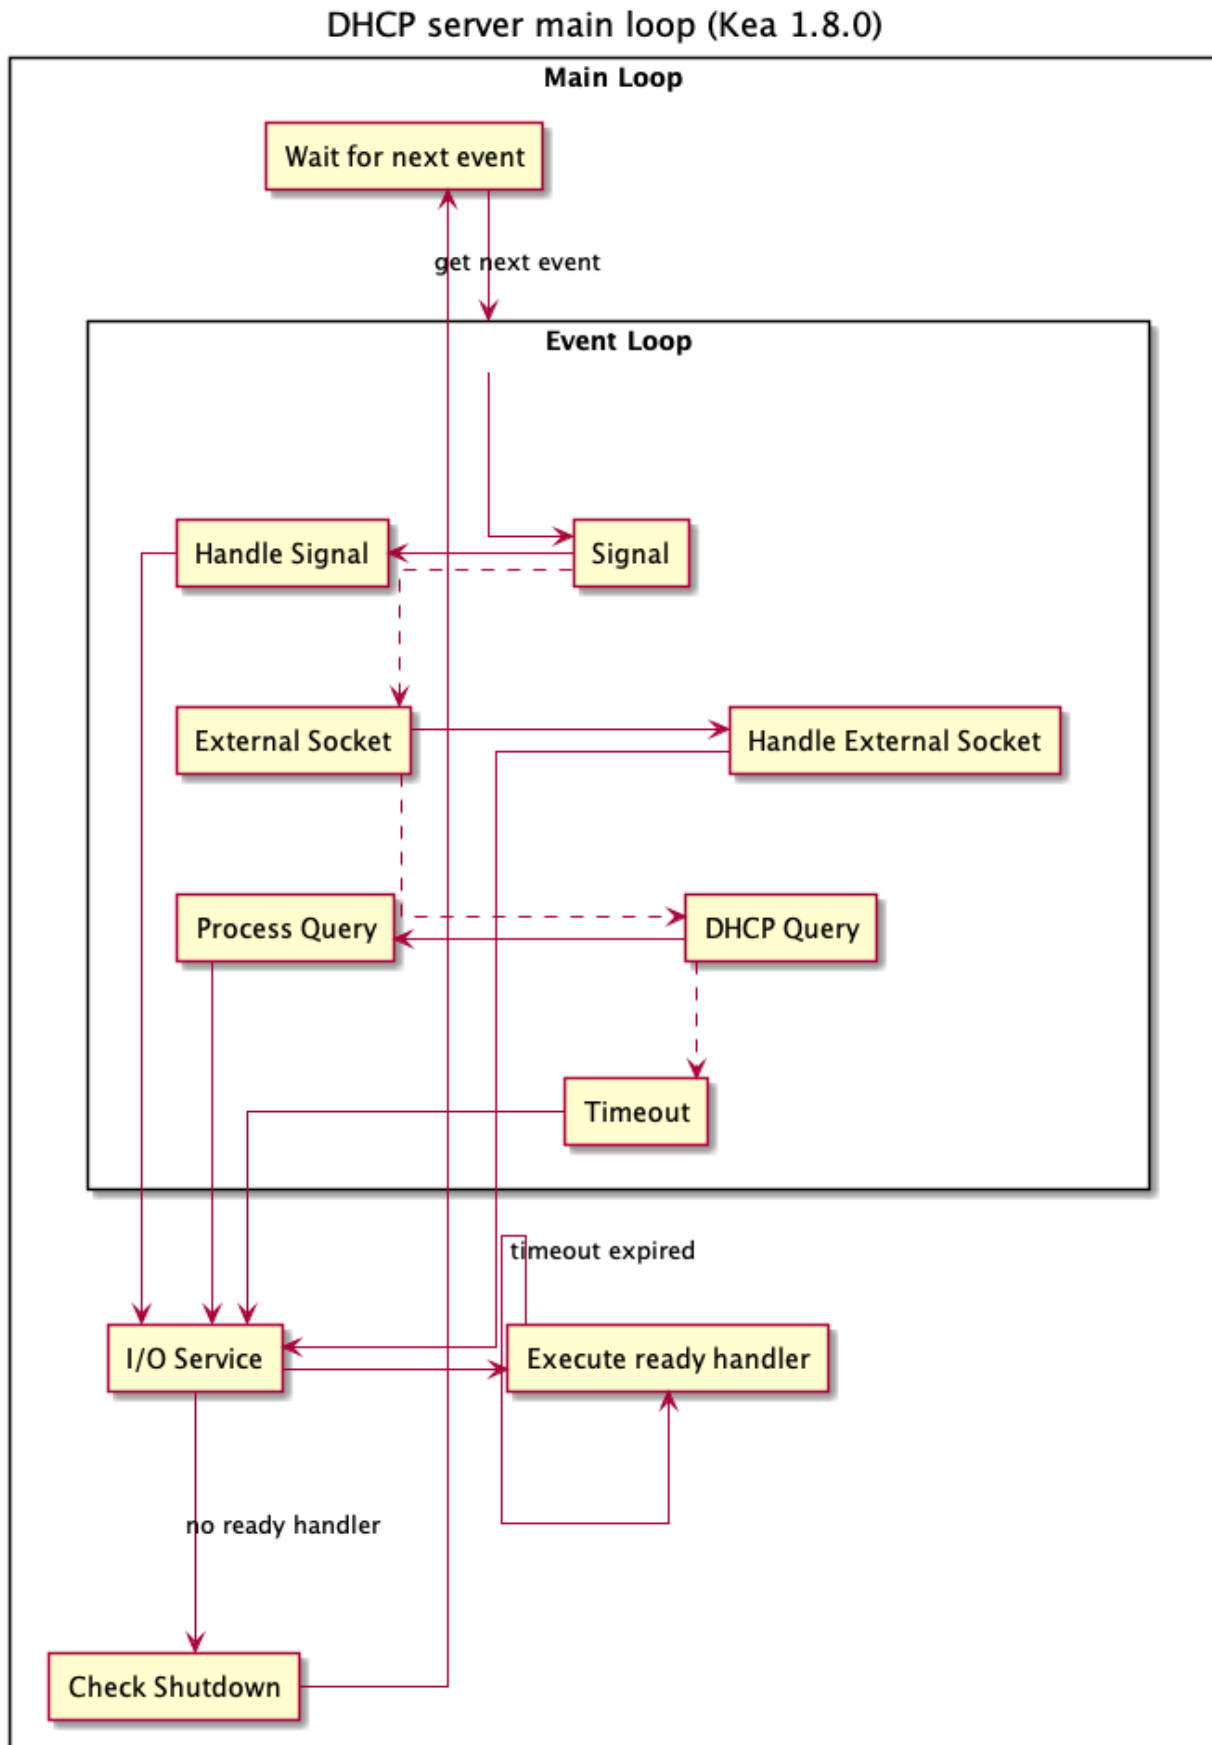 DHCP server main loop (Kea 1.8.0)
Main Loop
Wait for next event
get next event
Event Loop
Handle Signal
Signal
External Socket
Handle External Socket
Process Query
DHCP Query
Timeout
timeout expired
I/O Service
Execute ready handler
no ready handler
Check Shutdown